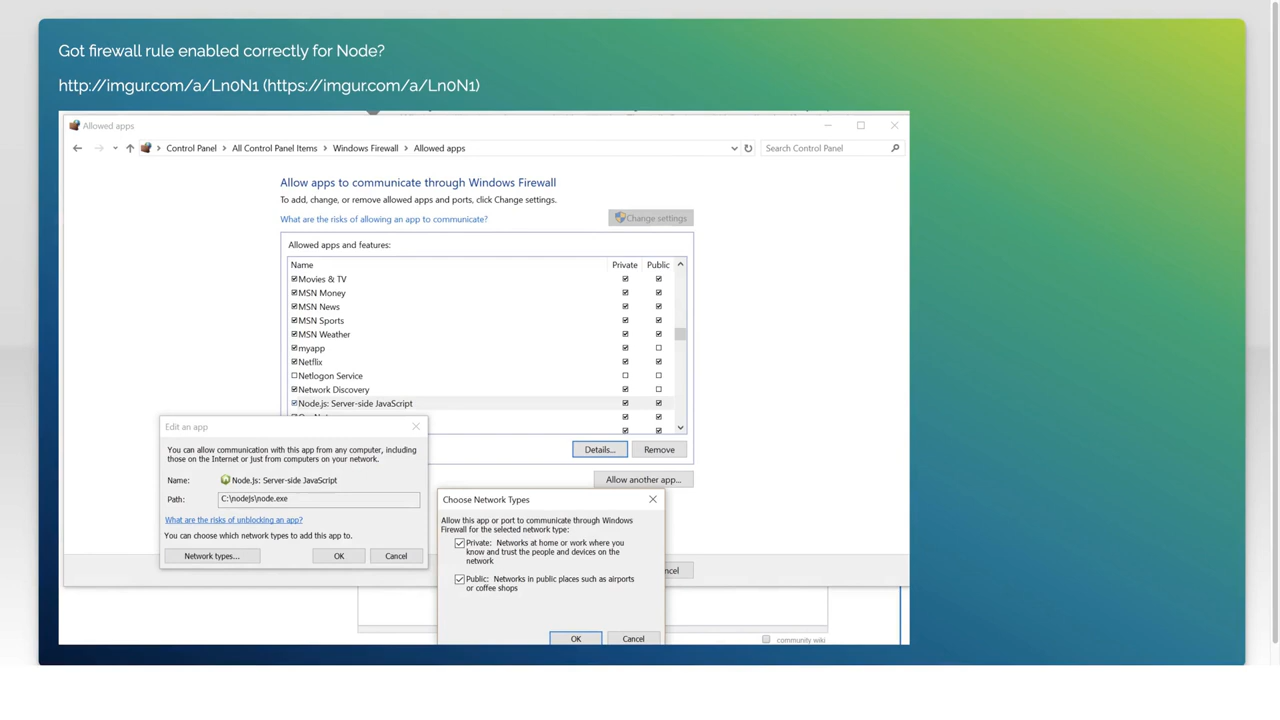 Got firewall rule enabled correctly for Node?
http://imgur.com/a/Ln0N1 (https://imgur.com/a/Ln0N1)
Allowed apps
Control Panel > All Control Panel Items > Windows Firewall > Allowed apps
Search Control Panel
Allow apps to communicate through Windows Firewall
To add, change, or remove allowed apps and ports, click Change settings.
What are the risks of allowing an app to communicate?
Change settings
Allowed apps and features:
Name Private Public
Movies & TV
MSN Money
MSN News
MSN Sports
MSN Weather
myapp
Netflix
Netlogon Service
Network Discovery
Node.js: Server-side JavaScript
Details... Remove
Allow another app...
Edit an app
You can allow communication with this app from any computer, including
those on the Internet or just from computers on your network.
Name: Node.js: Server-side JavaScript
Path: C:\nodejs\node.exe
What are the risks of unblocking an app?
You can choose which network types to add this app to.
Network types... OK Cancel
Choose Network Types
Allow this app or port to communicate through Windows
Firewall for the selected network type:
Private: Networks at home or work where you
know and trust the people and devices on the
network
Public: Networks in public places such as airports
or coffee shops
OK Cancel
community wiki